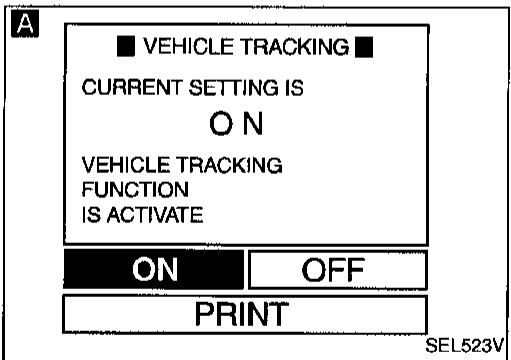 A
■ VEHICLE TRACKING ■
CURRENT SETTING IS
ON
VEHICLE TRACKING
FUNCTION
IS ACTIVATE
ON OFF
PRINT
SEL523V